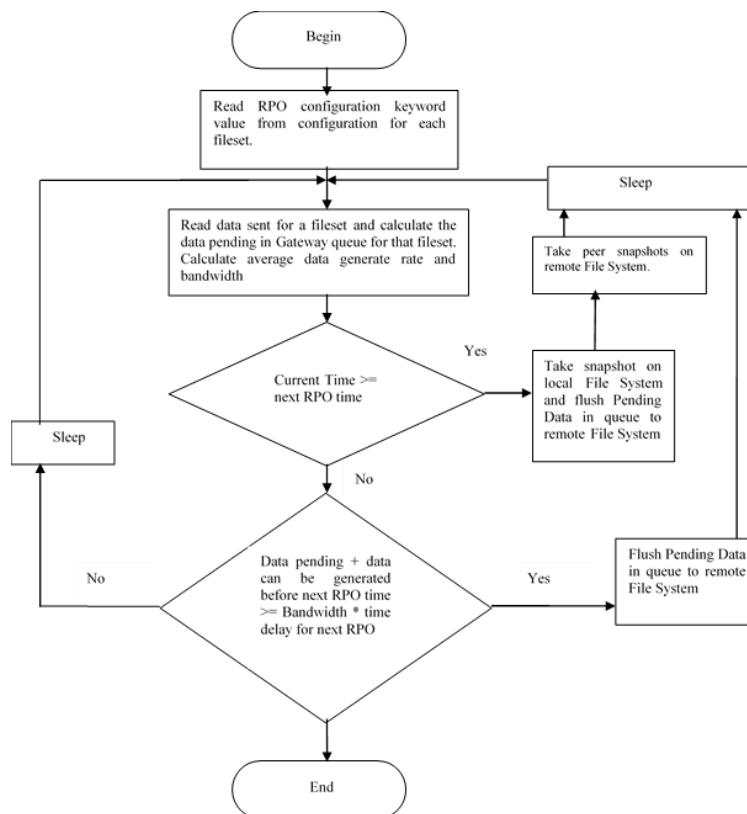 Begin
Read RPO configuration keyword
value from configuration for each
fileset.
Sleep
Read data sent for a fileset and calculate the
data pending in Gateway queue for that fileset.
Calculate average data generate rate and
bandwidth
Take peer snapshots on
remote File System.
Yes
Current Time >=
next RPO time
Take snapshot on
local File System
and flush Pending
Data in queue to
remote File System
Sleep
No
No
Data pending + data
can be generated
before next RPO time
>= Bandwidth * time
delay for next RPO
Yes
Flush Pending Data
in queue to remote
File System
End